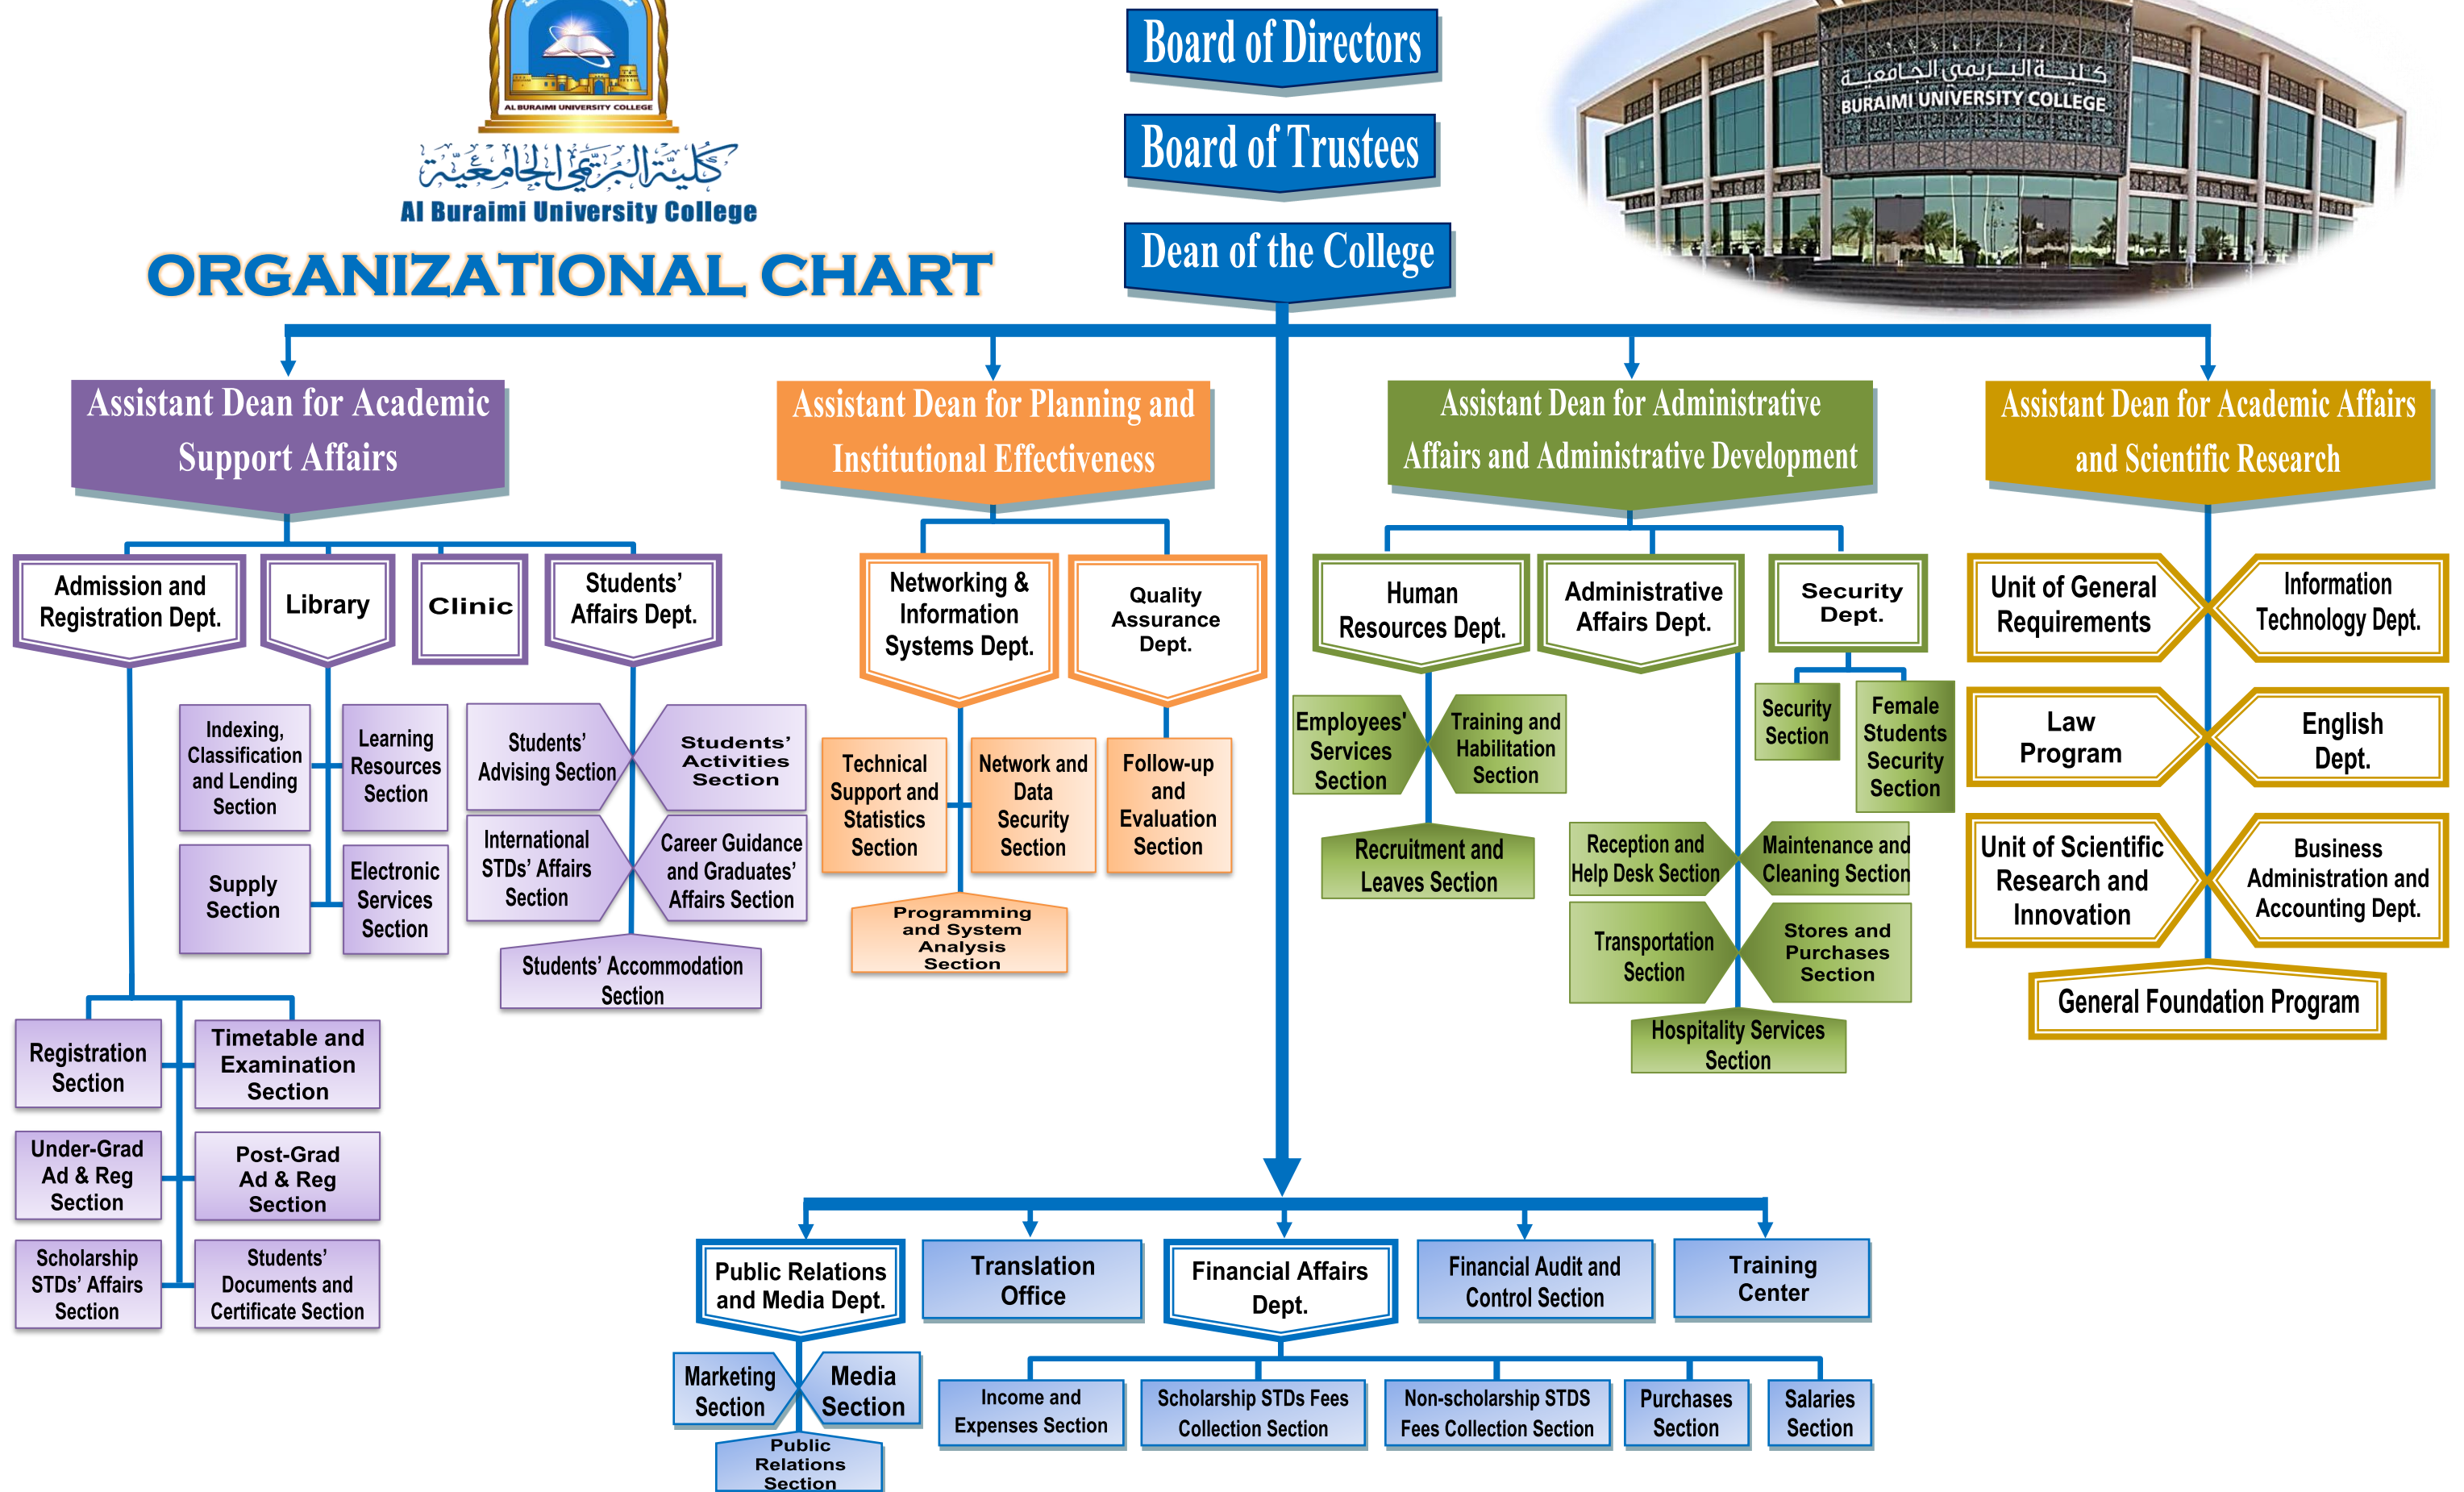 AL BURAIMI UNIVERSITY COLLEGE
كلية البريمي الجامعية
Al Buraimi University College
ORGANIZATIONAL CHART
Board of Directors
Board of Trustees
Dean of the College
كليـــة البريمي الجامعيـة
BURAIMI UNIVERSITY COLLEGE
Assistant Dean for Academic
Support Affairs
Assistant Dean for Planning and
Institutional Effectiveness
Assistant Dean for Administrative
Affairs and Administrative Development
Assistant Dean for Academic Affairs
and Scientific Research
Admission and
Registration Dept.
Library
Clinic
Students’
Affairs Dept.
Networking &
Information
Systems Dept.
Quality
Assurance
Dept.
Human
Resources Dept.
Administrative
Affairs Dept.
Security
Dept.
Unit of General
Requirements
Information
Technology Dept.
Law
Program
English
Dept.
Unit of Scientific
Research and
Innovation
Business
Administration and
Accounting Dept.
General Foundation Program
Indexing,
Classification
and Lending
Section
Learning
Resources
Section
Supply
Section
Electronic
Services
Section
Students’
Advising Section
Students’
Activities
Section
International
STDs’ Affairs
Section
Career Guidance
and Graduates’
Affairs Section
Students’ Accommodation
Section
Technical
Support and
Statistics
Section
Network and
Data
Security
Section
Programming
and System
Analysis
Section
Follow-up
and
Evaluation
Section
Employees'
Services
Section
Training and
Habilitation
Section
Recruitment and
Leaves Section
Security
Section
Female
Students
Security
Section
Reception and
Help Desk Section
Maintenance and
Cleaning Section
Transportation
Section
Stores and
Purchases
Section
Hospitality Services
Section
Registration
Section
Timetable and
Examination
Section
Under-Grad
Ad & Reg
Section
Post-Grad
Ad & Reg
Section
Scholarship
STDs’ Affairs
Section
Students’
Documents and
Certificate Section
Public Relations
and Media Dept.
Translation
Office
Financial Affairs
Dept.
Financial Audit and
Control Section
Training
Center
Marketing
Section
Media
Section
Public
Relations
Section
Income and
Expenses Section
Scholarship STDs Fees
Collection Section
Non-scholarship STDS
Fees Collection Section
Purchases
Section
Salaries
Section